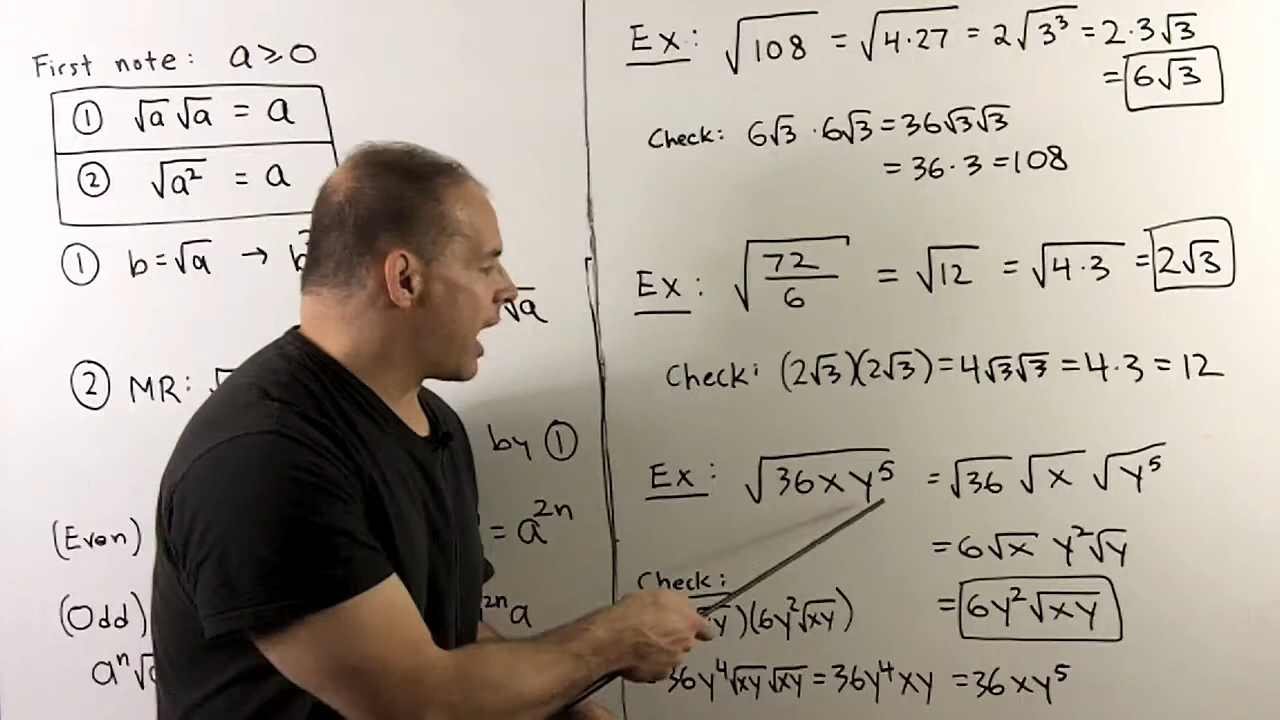 First note: a ≥ 0
① √a √a = a
② √a² = a
① b = √a → b
√a
② MR: √
by ①
(Even) = a²ⁿ
(Odd) ²ⁿa
aⁿ√a
Ex: √108 = √4·27 = 2√3³ = 2·3√3
= 6√3
Check: 6√3 · 6√3 = 36√3√3
= 36·3 = 108
Ex: √72/6 = √12 = √4·3 = 2√3
Check: (2√3)(2√3) = 4√3√3 = 4·3 = 12
Ex: √36xy⁵ = √36 √x √y⁵
= 6√x y²√y
= 6y²√xy
Check:
y)(6y²√xy)
36y⁴√xy√xy = 36y⁴xy = 36xy⁵